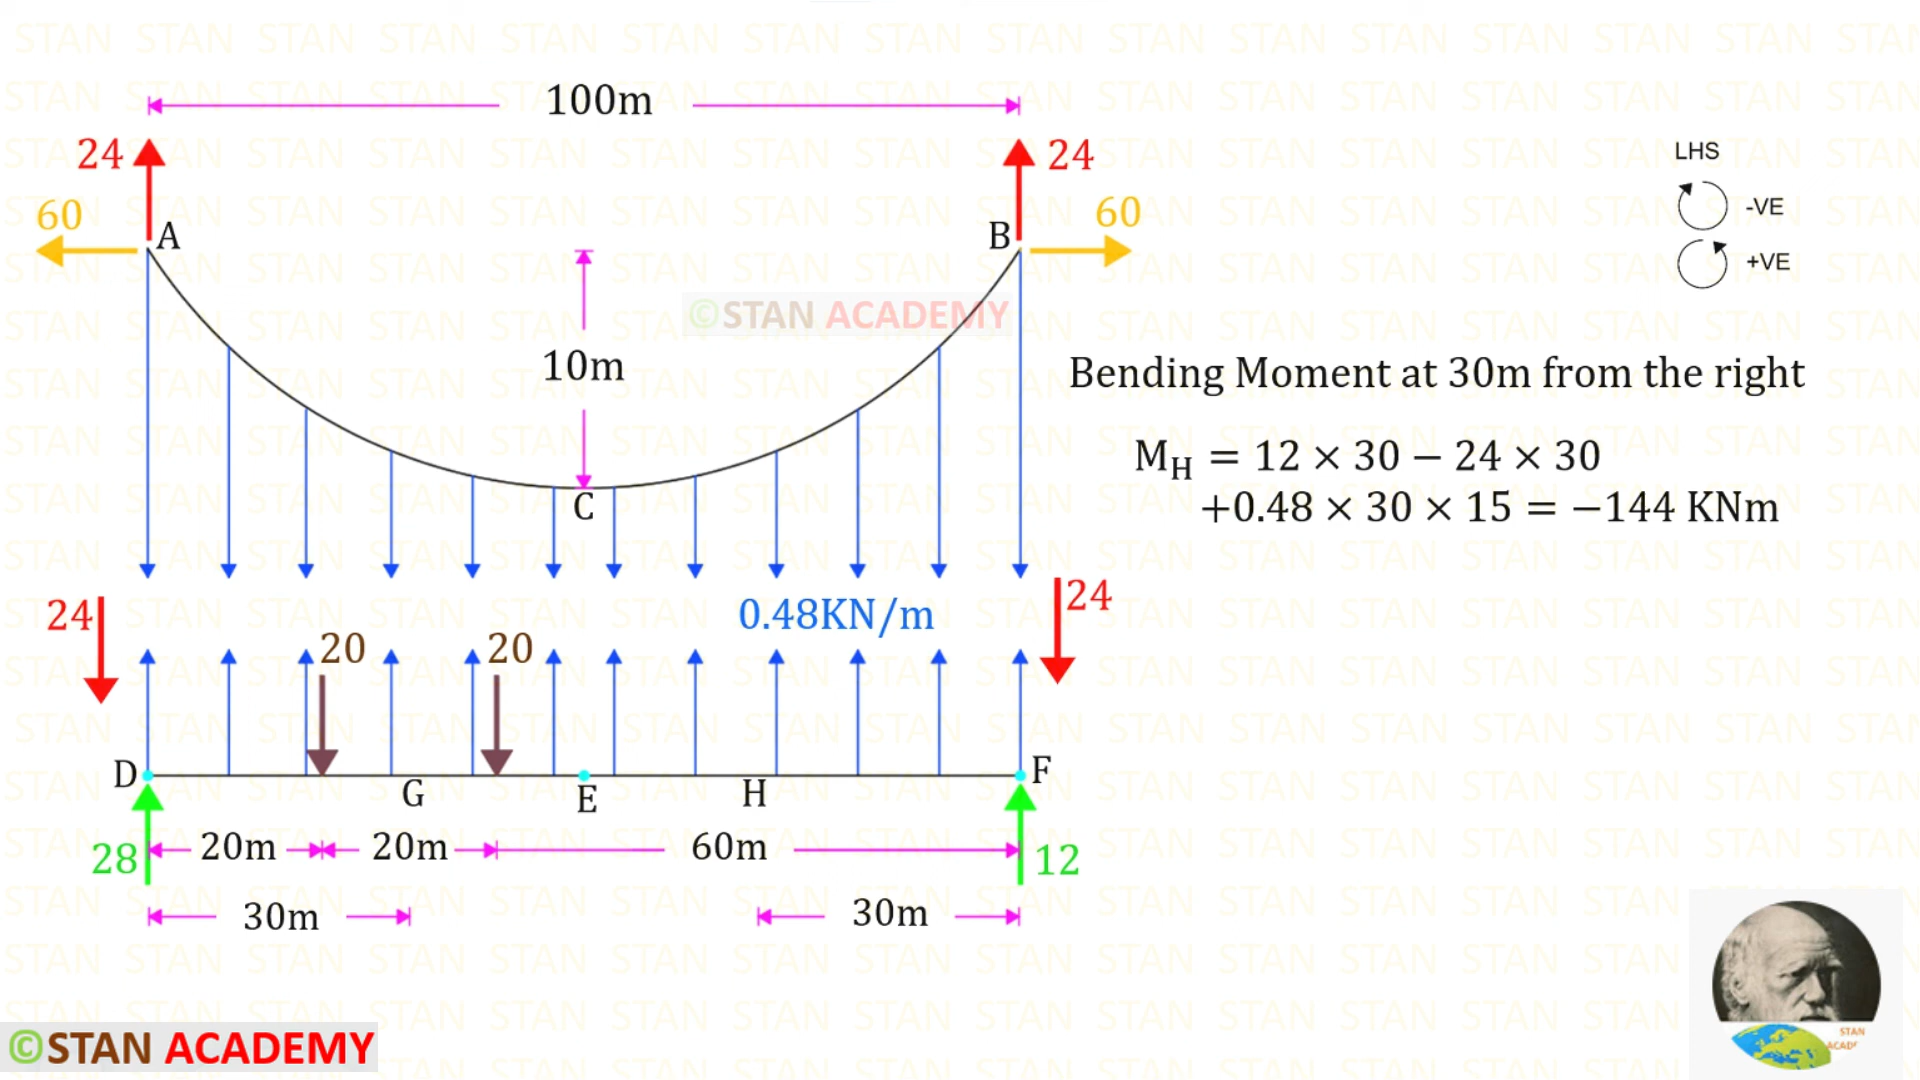 100m
24
24
LHS
60
60
-VE
A
B
+VE
©STAN ACADEMY
10m
Bending Moment at 30m from the right
M_H = 12 × 30 − 24 × 30
+0.48 × 30 × 15 = −144 KNm
C
24
0.48KN/m
24
20
20
D
G
E
H
F
28
20m
20m
60m
12
30m
30m
STAN
ACADF
©STAN ACADEMY